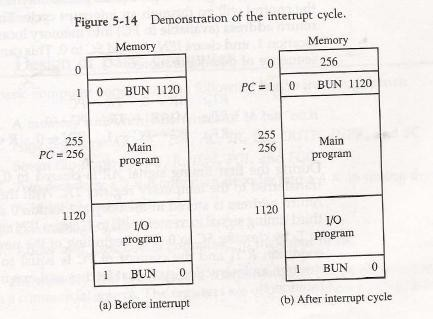 Figure 5-14 Demonstration of the interrupt cycle.
Memory
0
1 0 BUN 1120
255
PC = 256
Main
program
1120
I/O
program
1 BUN 0
(a) Before interrupt
Memory
0 256
PC = 1 0 BUN 1120
255
256
Main
program
1120
I/O
program
1 BUN 0
(b) After interrupt cycle